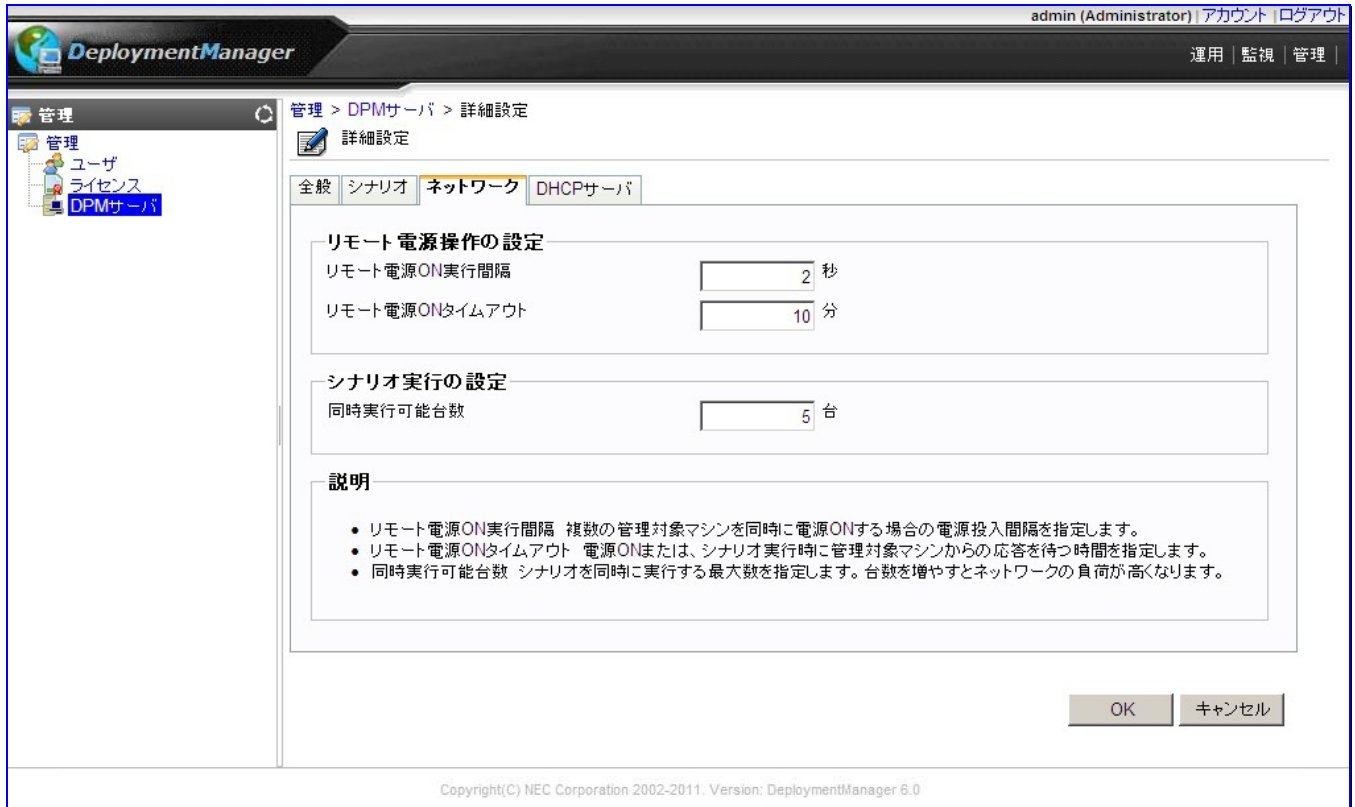 admin (Administrator) | アカウント | ログアウト
DeploymentManager
運用 | 監視 | 管理 |
管理
管理
ユーザ
ライセンス
DPMサーバ
管理 > DPMサーバ > 詳細設定
詳細設定
全般 シナリオ ネットワーク DHCPサーバ
リモート電源操作の設定
リモート電源ON実行間隔 2 秒
リモート電源ONタイムアウト 10 分
シナリオ実行の設定
同時実行可能台数 5 台
説明
• リモート電源ON実行間隔 複数の管理対象マシンを同時に電源ONする場合の電源投入間隔を指定します。
• リモート電源ONタイムアウト 電源ONまたは、シナリオ実行時に管理対象マシンからの応答を待つ時間を指定します。
• 同時実行可能台数 シナリオを同時に実行する最大数を指定します。台数を増やすとネットワークの負荷が高くなります。
OK キャンセル
Copyright(C) NEC Corporation 2002-2011. Version: DeploymentManager 6.0